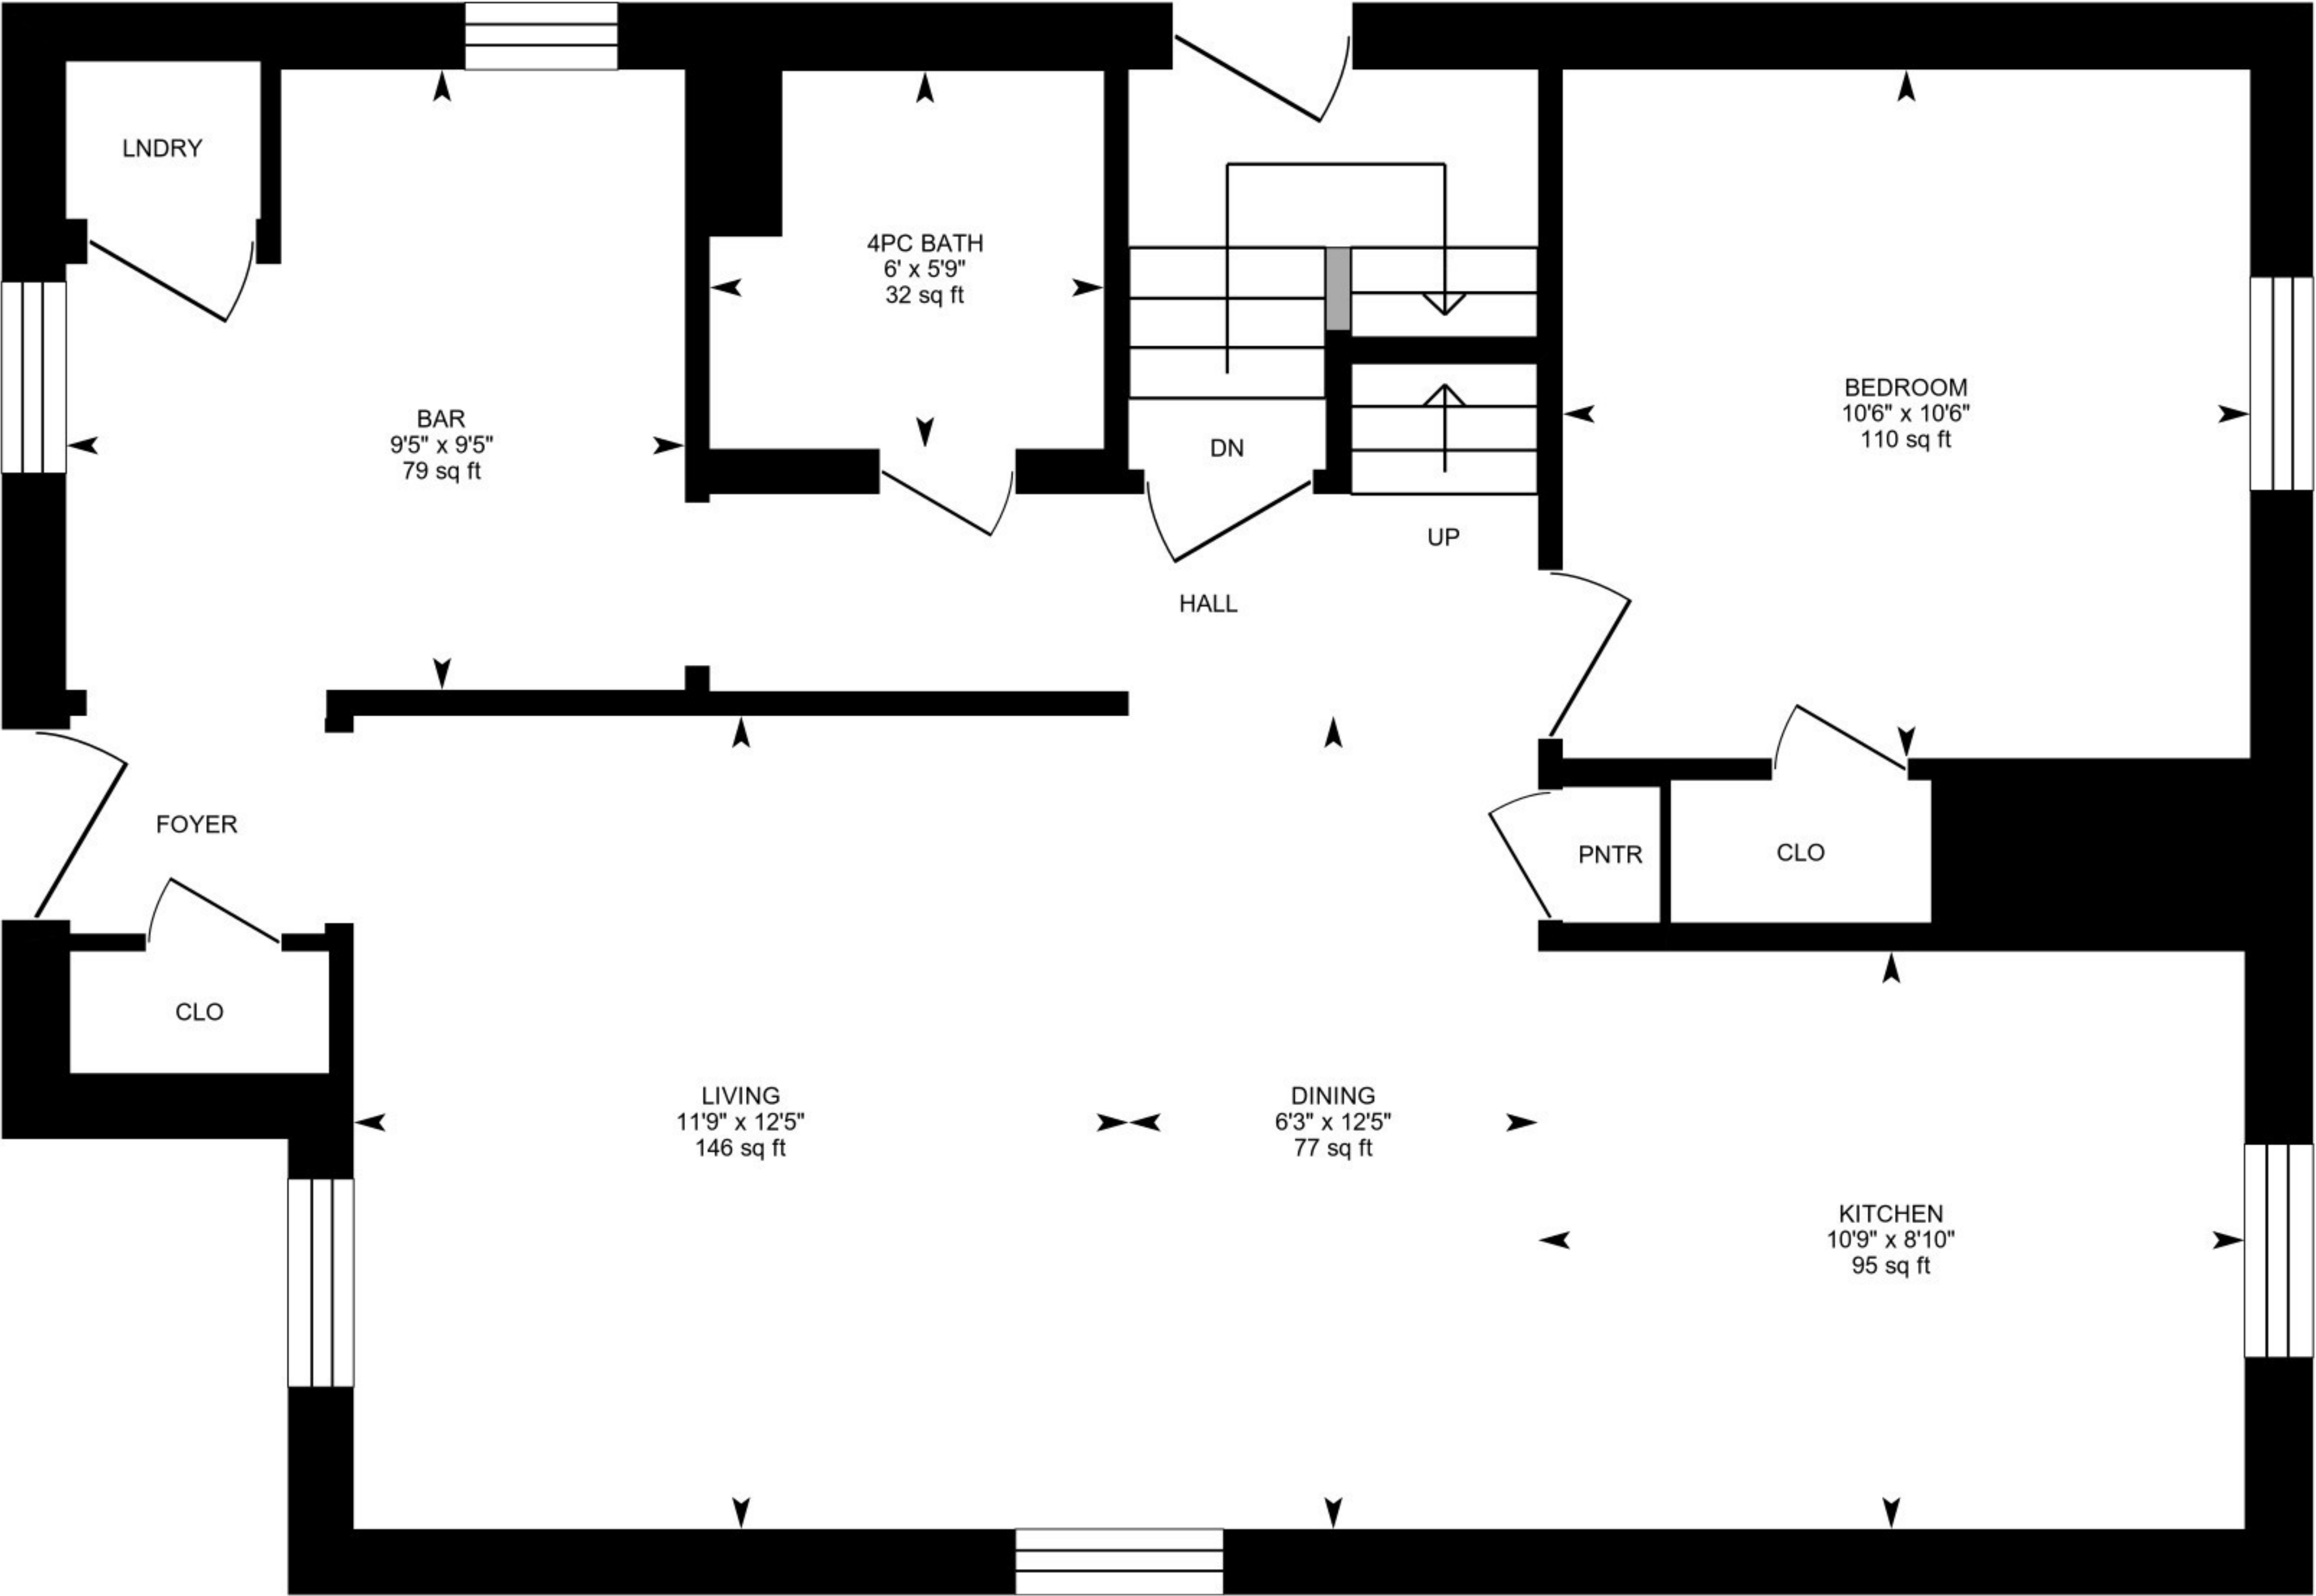 LNDRY
4PC BATH
6' x 5'9"
32 sq ft
BEDROOM
10'6" x 10'6"
110 sq ft
BAR
9'5" x 9'5"
79 sq ft
DN
UP
HALL
FOYER
PNTR
CLO
CLO
LIVING
11'9" x 12'5"
146 sq ft
DINING
6'3" x 12'5"
77 sq ft
KITCHEN
10'9" x 8'10"
95 sq ft